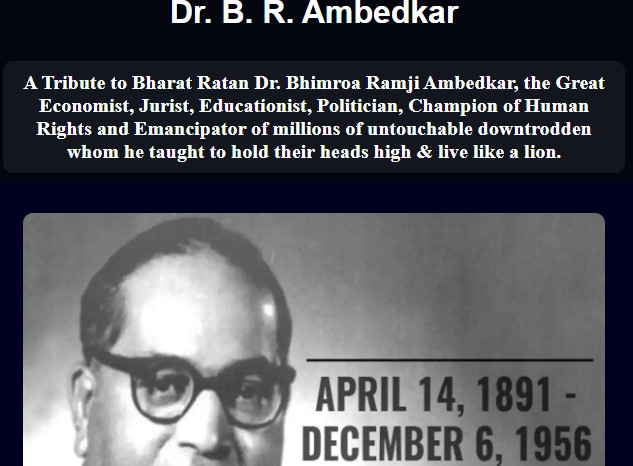 Dr. B. R. Ambedkar
A Tribute to Bharat Ratan Dr. Bhimroa Ramji Ambedkar, the Great
Economist, Jurist, Educationist, Politician, Champion of Human
Rights and Emancipator of millions of untouchable downtrodden
whom he taught to hold their heads high & live like a lion.
APRIL 14, 1891 -
DECEMBER 6, 1956